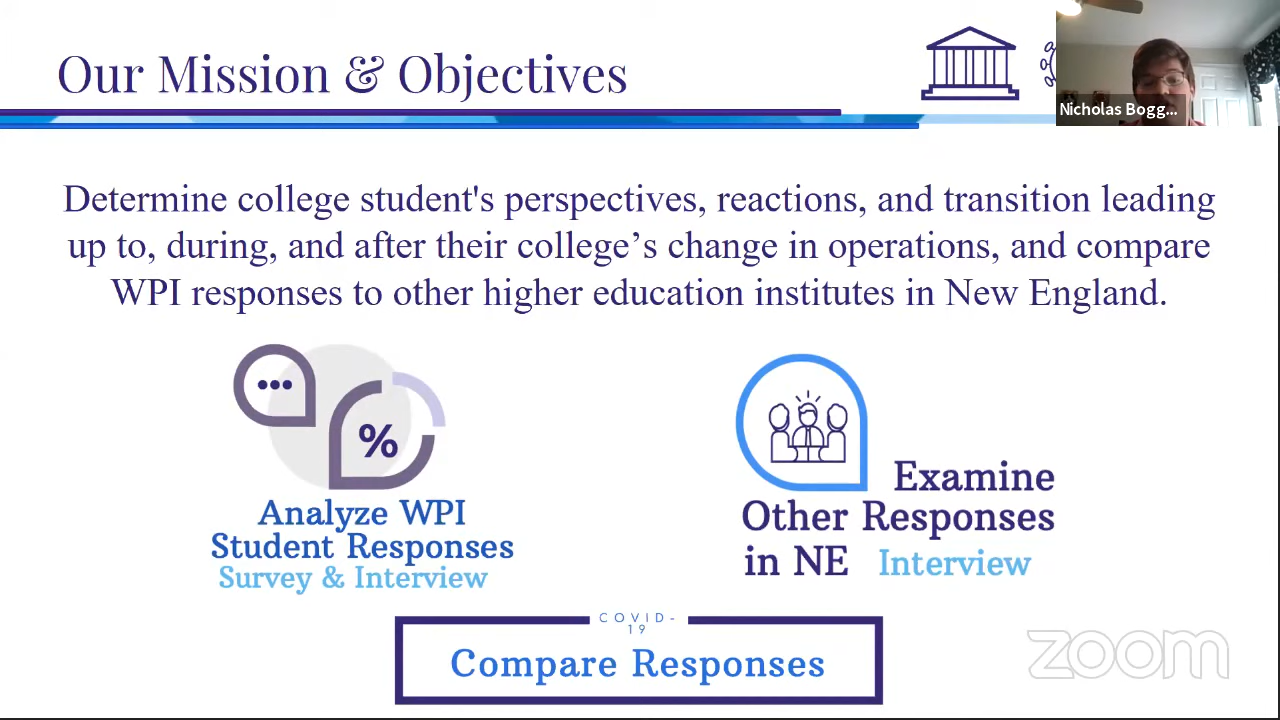 Our Mission & Objectives
Nicholas Bogg...
Determine college student's perspectives, reactions, and transition leading
up to, during, and after their college’s change in operations, and compare
WPI responses to other higher education institutes in New England.
%
Analyze WPI
Student Responses
Survey & Interview
Examine
Other Responses
in NE Interview
COVID-
19
Compare Responses
zoom